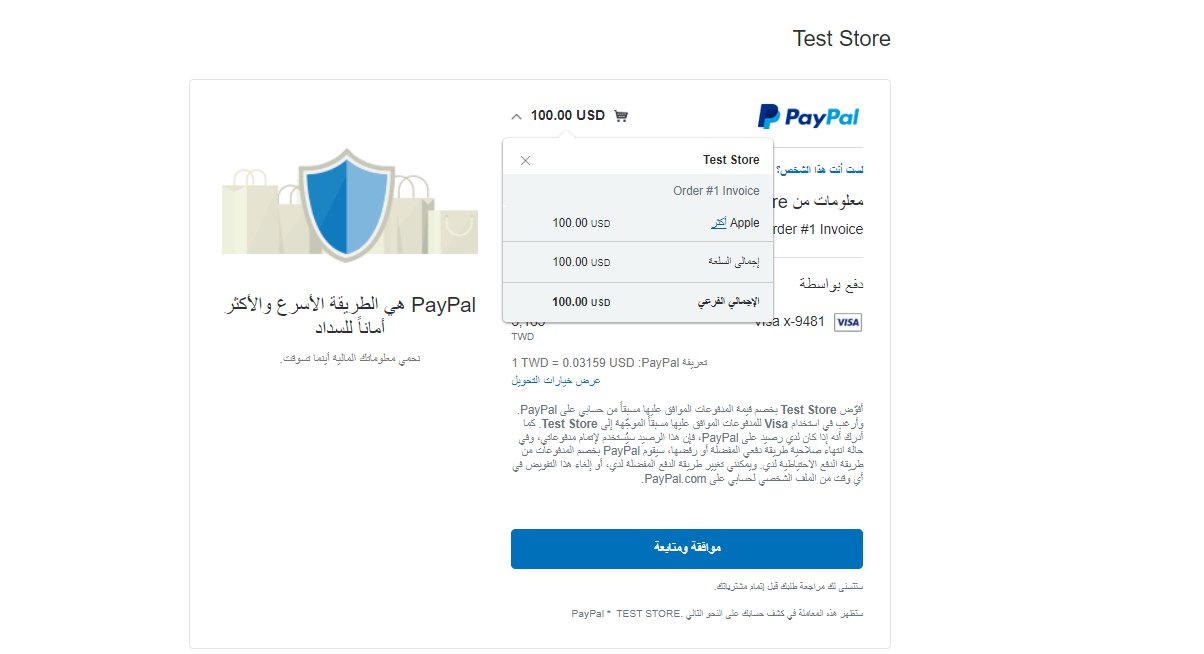 Test Store
100.00 USD
PayPal
Test Store
Order #1 Invoice
Apple أكثر 100.00 USD
إجمالي السلعة 100.00 USD
الإجمالي الفرعي 100.00 USD
لست أنت هذا الشخص؟
معلومات من re
rder #1 Invoice
دفع بواسطة
VISA Visa x-9481
TWD
تعريفة PayPal: 1 TWD = 0.03159 USD
عرض خيارات التحويل
أفوّض Test Store بخصم قيمة المدفوعات الموافق عليها مسبقاً من حسابي على PayPal.
وأرغب في استخدام Visa للمدفوعات الموافق عليها مسبقاً الموجّهة إلى Test Store. كما
أدرك أنه إذا كان لدي رصيد على PayPal، فإن هذا الرصيد سيُستخدم لإتمام مدفوعاتي، وفي
حالة انتهاء صلاحية طريقة دفعي المفضلة أو رفضها، سيقوم PayPal بخصم المدفوعات من
طريقة الدفع الاحتياطية لدي. ويمكنني تغيير طريقة الدفع المفضلة لدي، أو إلغاء هذا التفويض في
أي وقت من الملف الشخصي لحسابي على PayPal.com.
موافقة ومتابعة
ستتسنى لك مراجعة طلبك قبل إتمام مشترياتك.
ستظهر هذه المعاملة في كشف حسابك على النحو التالي PayPal * TEST STORE.
PayPal هي الطريقة الأسرع والأكثر
أماناً للسداد
نحمي معلوماتك المالية أينما تسوقت.